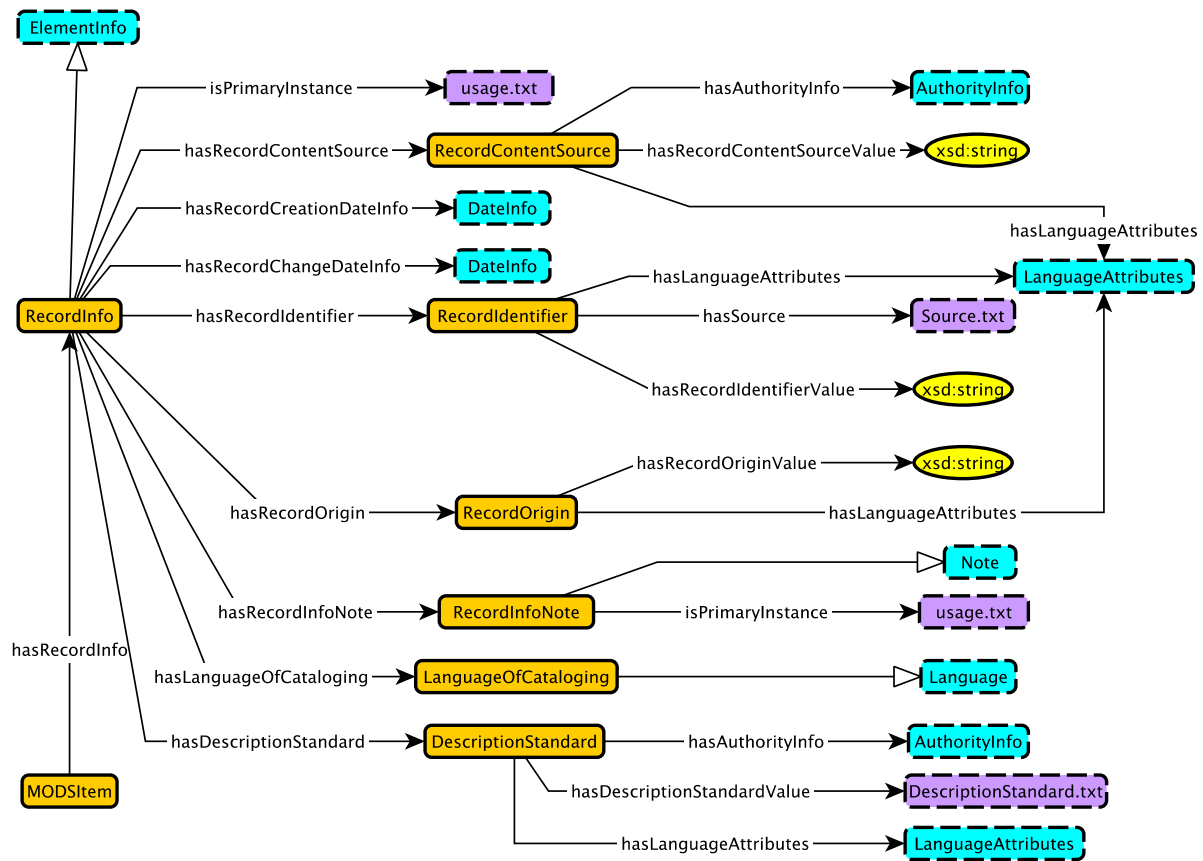 ElementInfo
isPrimaryInstance
usage.txt
hasAuthorityInfo
AuthorityInfo
hasRecordContentSource
RecordContentSource
hasRecordContentSourceValue
xsd:string
hasRecordCreationDateInfo
DateInfo
hasLanguageAttributes
hasRecordChangeDateInfo
DateInfo
hasLanguageAttributes
LanguageAttributes
RecordInfo
hasRecordIdentifier
RecordIdentifier
hasSource
Source.txt
hasRecordIdentifierValue
xsd:string
hasRecordOriginValue
xsd:string
hasRecordOrigin
RecordOrigin
hasLanguageAttributes
Note
hasRecordInfoNote
RecordInfoNote
isPrimaryInstance
usage.txt
hasRecordInfo
hasLanguageOfCataloging
LanguageOfCataloging
Language
hasDescriptionStandard
DescriptionStandard
hasAuthorityInfo
AuthorityInfo
MODSItem
hasDescriptionStandardValue
DescriptionStandard.txt
hasLanguageAttributes
LanguageAttributes